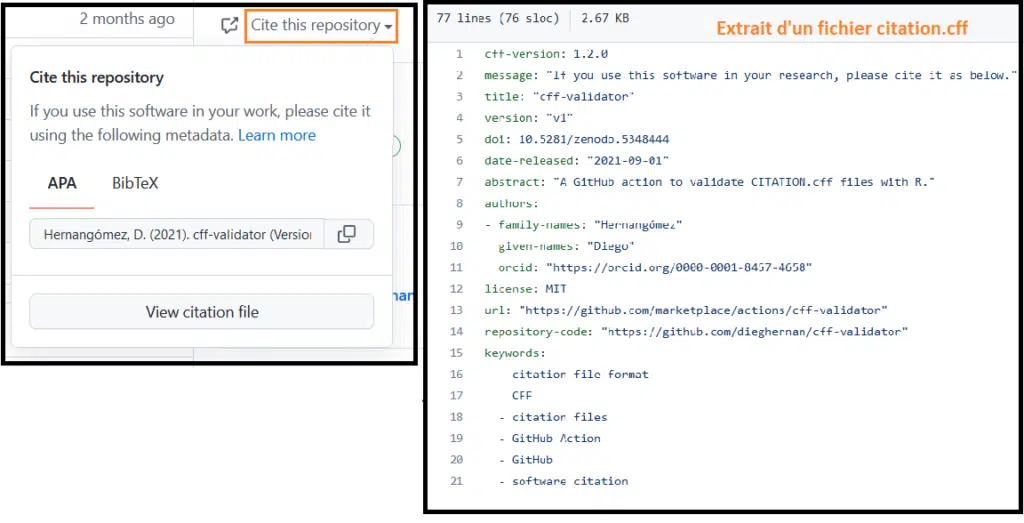 2 months ago
Cite this repository
Cite this repository
If you use this software in your work, please cite it
using the following metadata. Learn more
APA BibTeX
Hernangómez, D. (2021). cff-validator (Version
View citation file
77 lines (76 sloc) 2.67 KB
Extrait d'un fichier citation.cff
1 cff-version: 1.2.0
2 message: "If you use this software in your research, please cite it as below."
3 title: "cff-validator"
4 version: "v1"
5 doi: 10.5281/zenodo.5348444
6 date-released: "2021-09-01"
7 abstract: "A GitHub action to validate CITATION.cff files with R."
8 authors:
9 - family-names: "Hernangómez"
10 given-names: "Diego"
11 orcid: "https://orcid.org/0000-0001-8457-4658"
12 license: MIT
13 url: "https://github.com/marketplace/actions/cff-validator"
14 repository-code: "https://github.com/dieghernan/cff-validator"
15 keywords:
16 citation file format
17 CFF
18 - citation files
19 - GitHub Action
20 - GitHub
21 - software citation